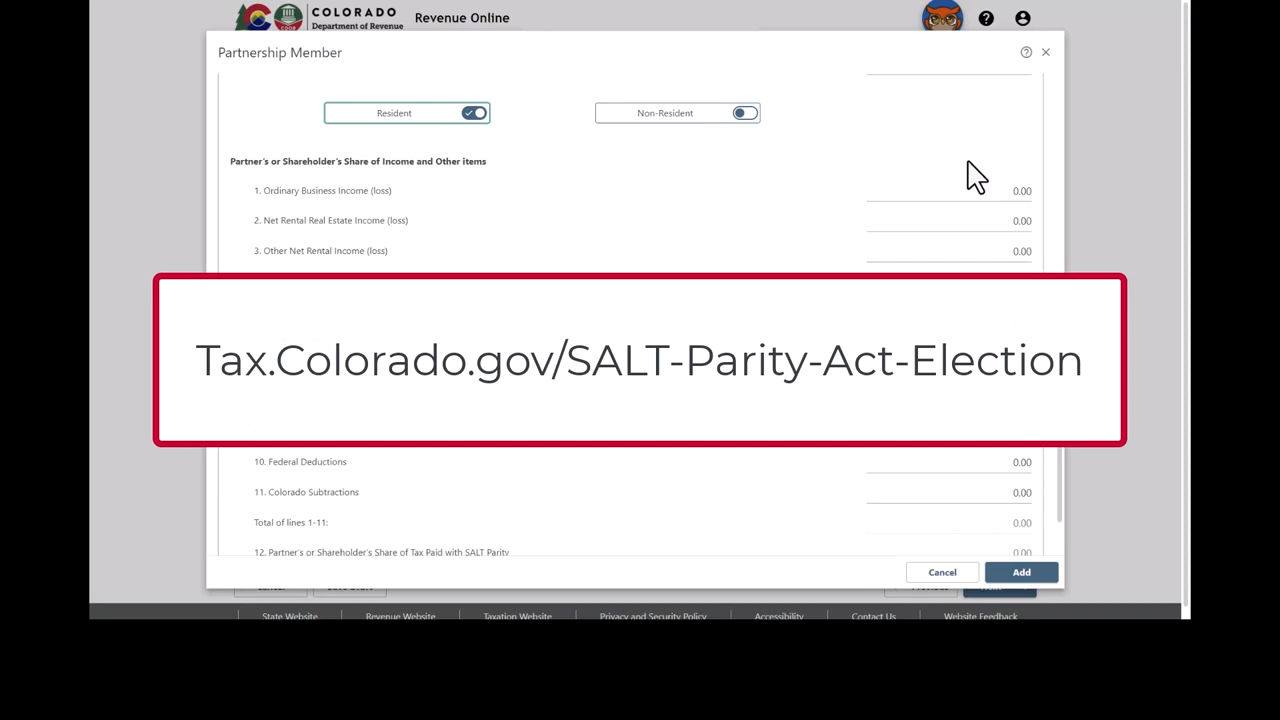 COLORADO
Department of Revenue
Revenue Online
Partnership Member
Resident
Non-Resident
Partner's or Shareholder's Share of Income and Other items
1. Ordinary Business Income (loss)
0.00
2. Net Rental Real Estate Income (loss)
0.00
3. Other Net Rental Income (loss)
0.00
Tax.Colorado.gov/SALT-Parity-Act-Election
10. Federal Deductions
0.00
11. Colorado Subtractions
0.00
Total of lines 1-11:
0.00
12. Partner's or Shareholder's Share of Tax Paid with SALT Parity
0.00
Cancel
Add
State Website
Revenue Website
Taxation Website
Privacy and Security Policy
Accessibility
Contact Us
Website Feedback